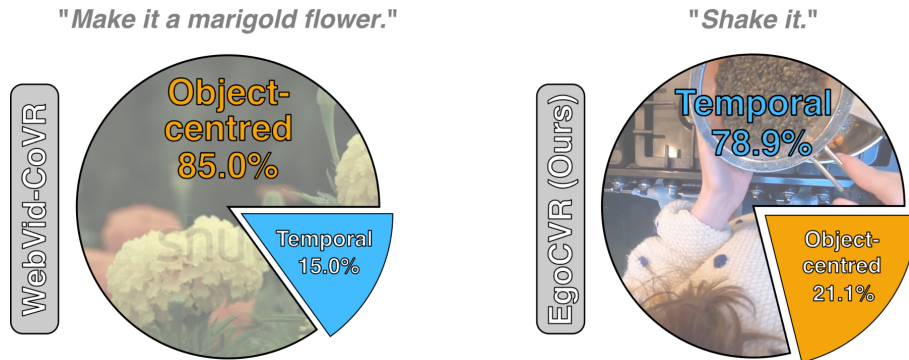 "Make it a marigold flower."
"Shake it."
WebVid-CoVR
Object-
centred
85.0%
Temporal
15.0%
EgoCVR (Ours)
Temporal
78.9%
Object-
centred
21.1%